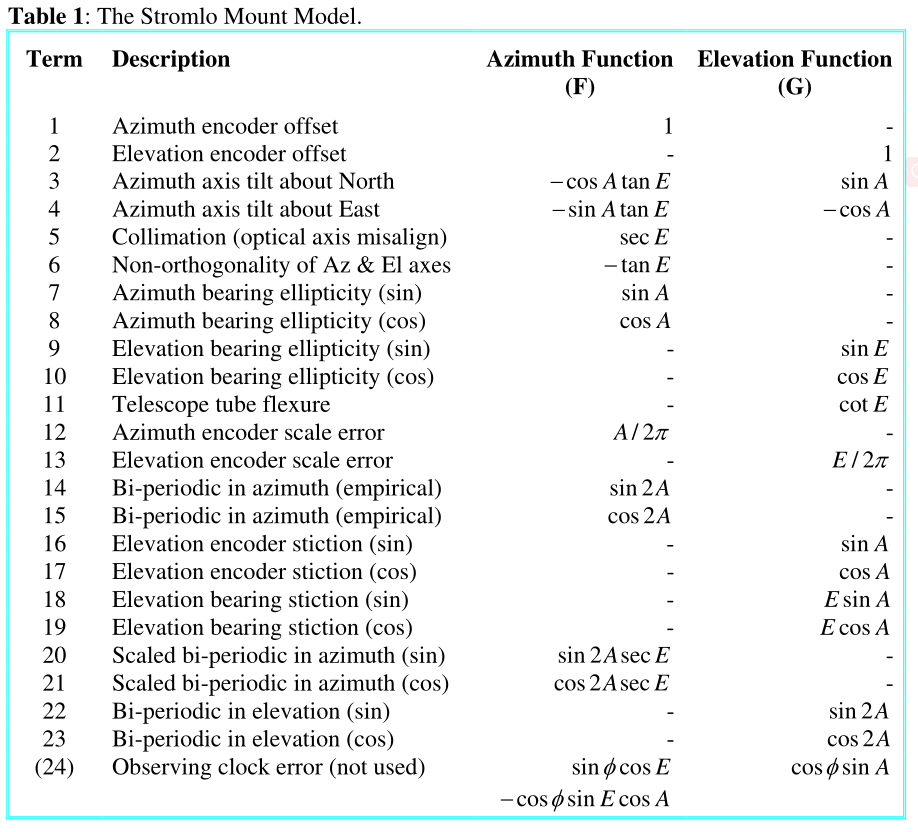 Table 1: The Stromlo Mount Model.
Term Description Azimuth Function (F) Elevation Function (G)
1 Azimuth encoder offset 1 -
2 Elevation encoder offset - 1
3 Azimuth axis tilt about North −cos A tan E sin A
4 Azimuth axis tilt about East −sin A tan E −cos A
5 Collimation (optical axis misalign) sec E -
6 Non-orthogonality of Az & El axes −tan E -
7 Azimuth bearing ellipticity (sin) sin A -
8 Azimuth bearing ellipticity (cos) cos A -
9 Elevation bearing ellipticity (sin) - sin E
10 Elevation bearing ellipticity (cos) - cos E
11 Telescope tube flexure - cot E
12 Azimuth encoder scale error A / 2π -
13 Elevation encoder scale error - E / 2π
14 Bi-periodic in azimuth (empirical) sin 2A -
15 Bi-periodic in azimuth (empirical) cos 2A -
16 Elevation encoder stiction (sin) - sin A
17 Elevation encoder stiction (cos) - cos A
18 Elevation bearing stiction (sin) - E sin A
19 Elevation bearing stiction (cos) - E cos A
20 Scaled bi-periodic in azimuth (sin) sin 2A sec E -
21 Scaled bi-periodic in azimuth (cos) cos 2A sec E -
22 Bi-periodic in elevation (sin) - sin 2A
23 Bi-periodic in elevation (cos) - cos 2A
(24) Observing clock error (not used) sin ϕ cos E cos ϕ sin A
−cos ϕ sin E cos A